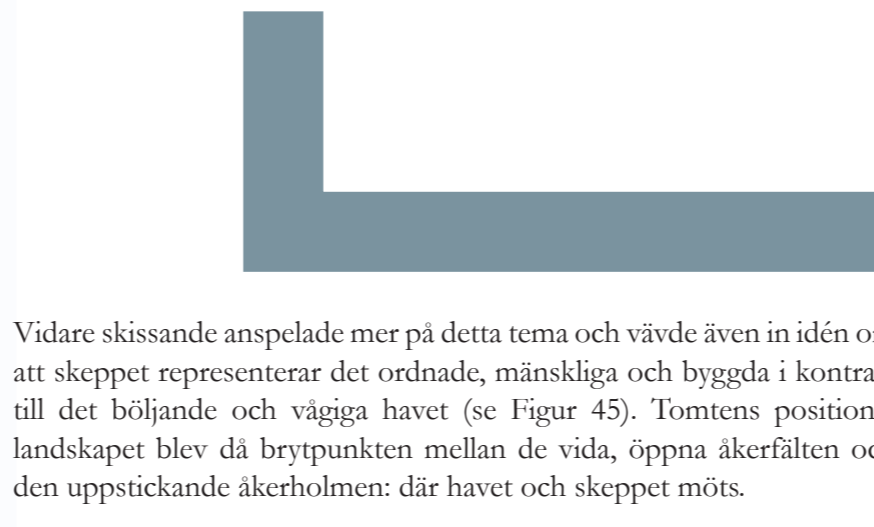 Vidare skissande anspelade mer på detta tema och vävde även in idén
att skeppet representerar det ordnade, mänskliga och byggda i
till det böljande och vågiga havet (se Figur 45). Tomtens position
landskapet blev då brytpunkten mellan de vida, öppna åkerfälten
den uppstickande åkerholmen: där havet och skeppet möts.